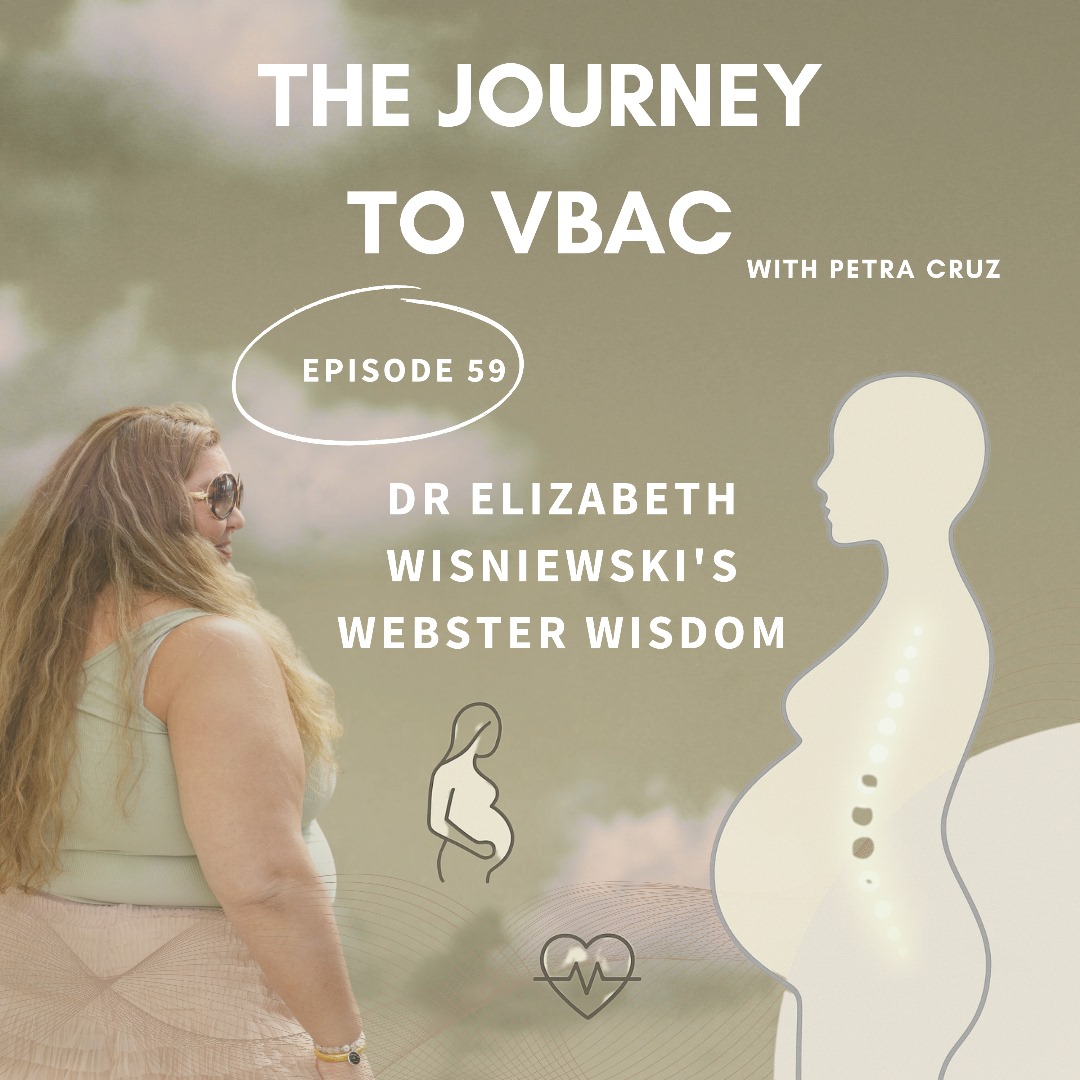 THE JOURNEY
TO VBAC
WITH PETRA CRUZ
EPISODE 59
DR ELIZABETH
WISNIEWSKI'S
WEBSTER WISDOM